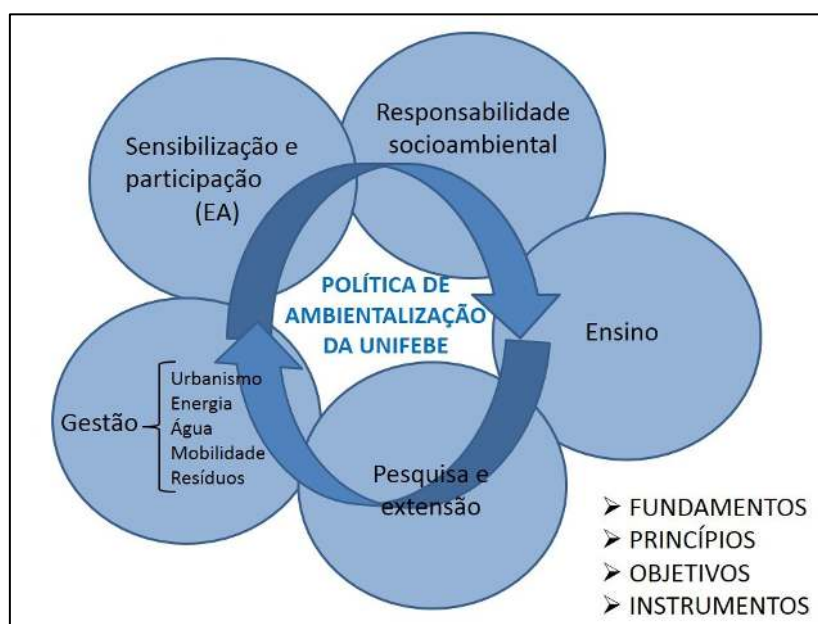 Sensibilização e
participação
(EA)
Responsabilidade
socioambiental
POLÍTICA DE
AMBIENTALIZAÇÃO
DA UNIFEBE
Ensino
Gestão
Urbanismo
Energia
Água
Mobilidade
Resíduos
Pesquisa e
extensão
➢ FUNDAMENTOS
➢ PRINCÍPIOS
➢ OBJETIVOS
➢ INSTRUMENTOS